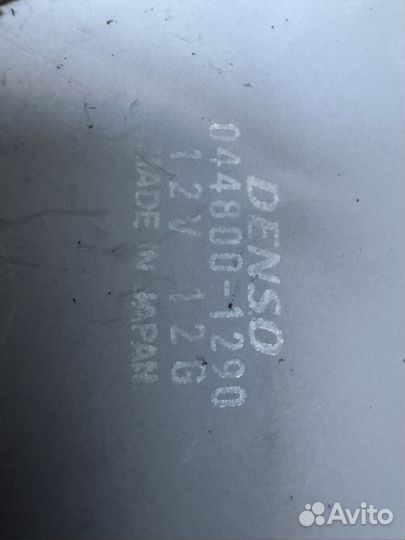 DENSO
044800-1290
12V 12G
MADE IN JAPAN
Avito